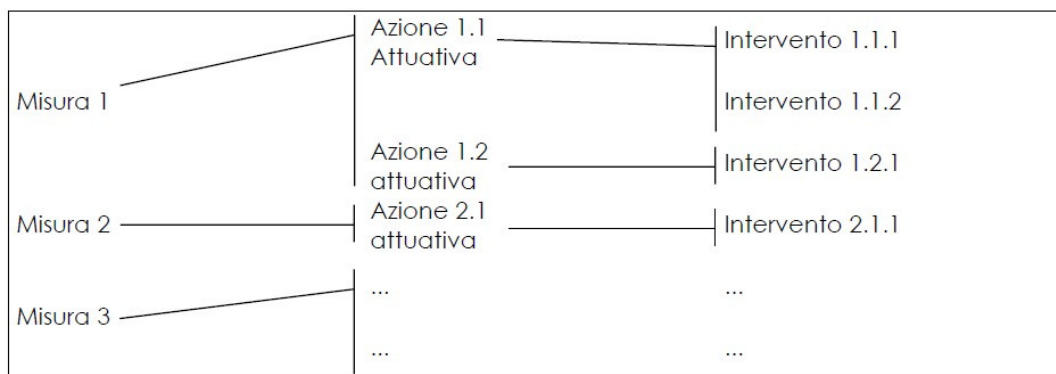 Misura 1
Azione 1.1
Attuativa
Intervento 1.1.1
Intervento 1.1.2
Azione 1.2
attuativa
Intervento 1.2.1
Misura 2
Azione 2.1
attuativa
Intervento 2.1.1
Misura 3
...
...
...
...